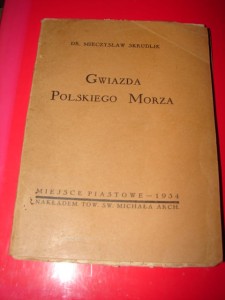 DR. MIECZYSŁAW SKRUDLIK
GWIAZDA
POLSKIEGO MORZA
MIEJSCE PIASTOWE — 1934
NAKŁADEM TOW. ŚW. MICHAŁA ARCH.